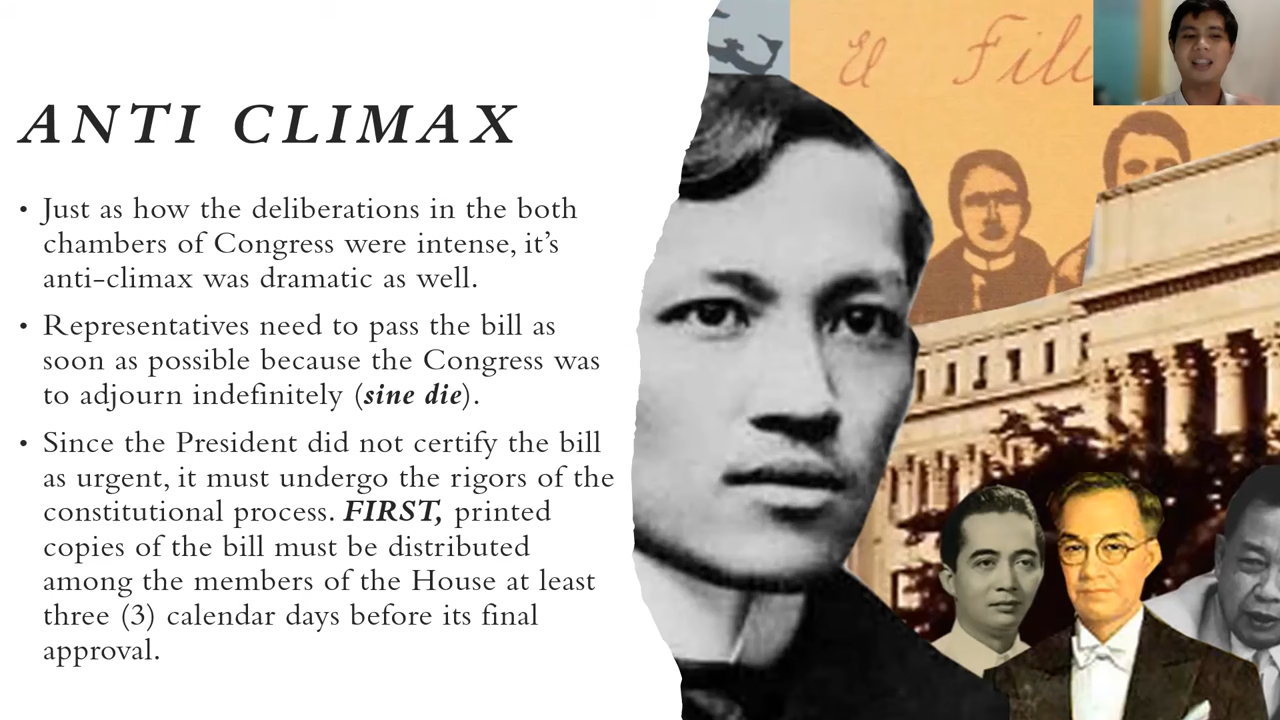 El Fili
ANTI CLIMAX
• Just as how the deliberations in the both
chambers of Congress were intense, it’s
anti-climax was dramatic as well.
• Representatives need to pass the bill as
soon as possible because the Congress was
to adjourn indefinitely (sine die).
• Since the President did not certify the bill
as urgent, it must undergo the rigors of the
constitutional process. FIRST, printed
copies of the bill must be distributed
among the members of the House at least
three (3) calendar days before its final
approval.